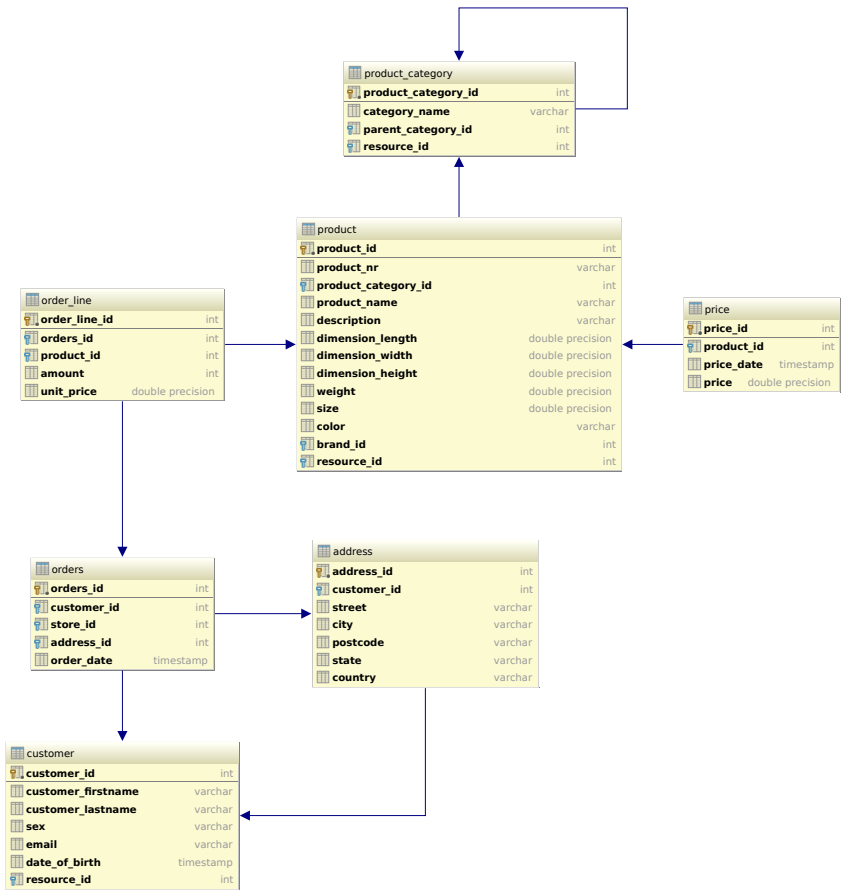 product_category
product_category_id int
category_name varchar
parent_category_id int
resource_id int
product
product_id int
product_nr varchar
product_category_id int
product_name varchar
description varchar
dimension_length double precision
dimension_width double precision
dimension_height double precision
weight double precision
size double precision
color varchar
brand_id int
resource_id int
order_line
order_line_id int
orders_id int
product_id int
amount int
unit_price double precision
price
price_id int
product_id int
price_date timestamp
price double precision
orders
orders_id int
customer_id int
store_id int
address_id int
order_date timestamp
address
address_id int
customer_id int
street varchar
city varchar
postcode varchar
state varchar
country varchar
customer
customer_id int
customer_firstname varchar
customer_lastname varchar
sex varchar
email varchar
date_of_birth timestamp
resource_id int